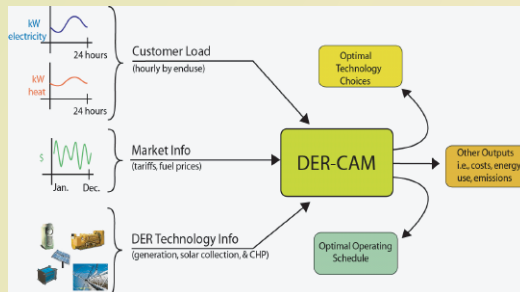 kW
electricity
24 hours
kW
heat
24 hours
Customer Load
(hourly by enduse)
$
Jan. Dec.
Market Info
(tariffs, fuel prices)
DER Technology Info
(generation, solar collection, & CHP)
DER-CAM
Optimal
Technology
Choices
Other Outputs
i.e., costs, energy
use, emissions
Optimal Operating
Schedule